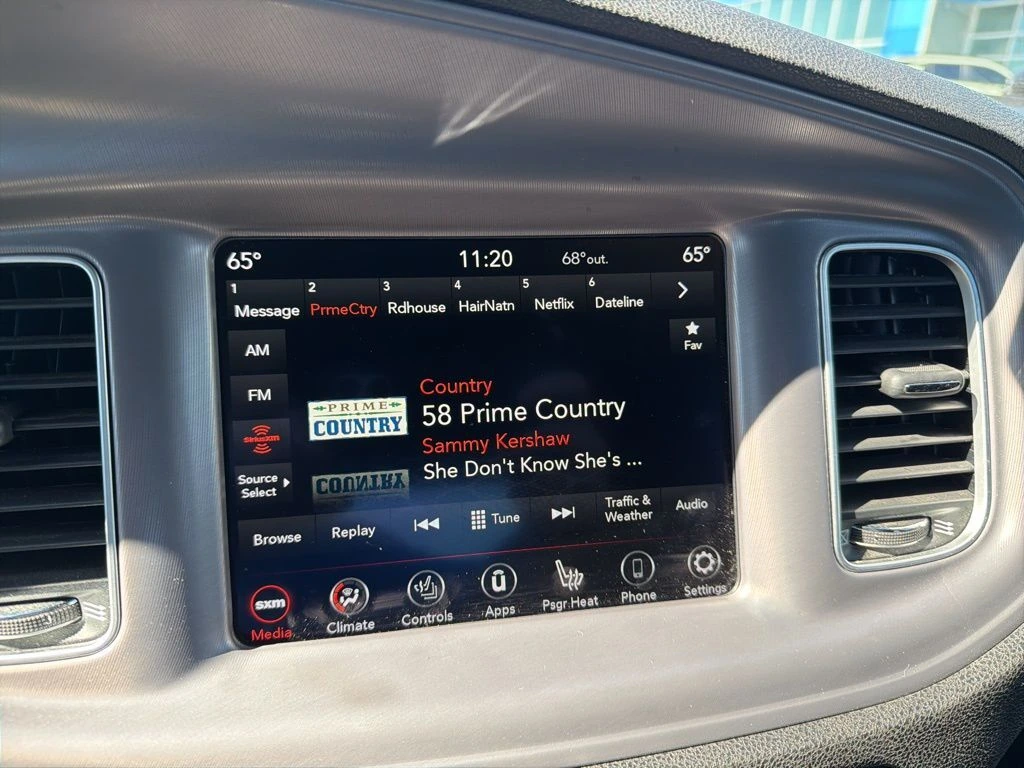 65° 11:20 68°out. 65°
1 2 3 4 5 6
Message PrmeCtry Rdhouse HairNatn Netflix Dateline
Fav
AM
FM
SiriusXM
Source
Select
PRIME
COUNTRY
Country
58 Prime Country
Sammy Kershaw
She Don't Know She's ...
COUNTRY
Browse Replay Tune Traffic &
Weather Audio
sxm
Media Climate Controls Apps Psgr Heat Phone Settings